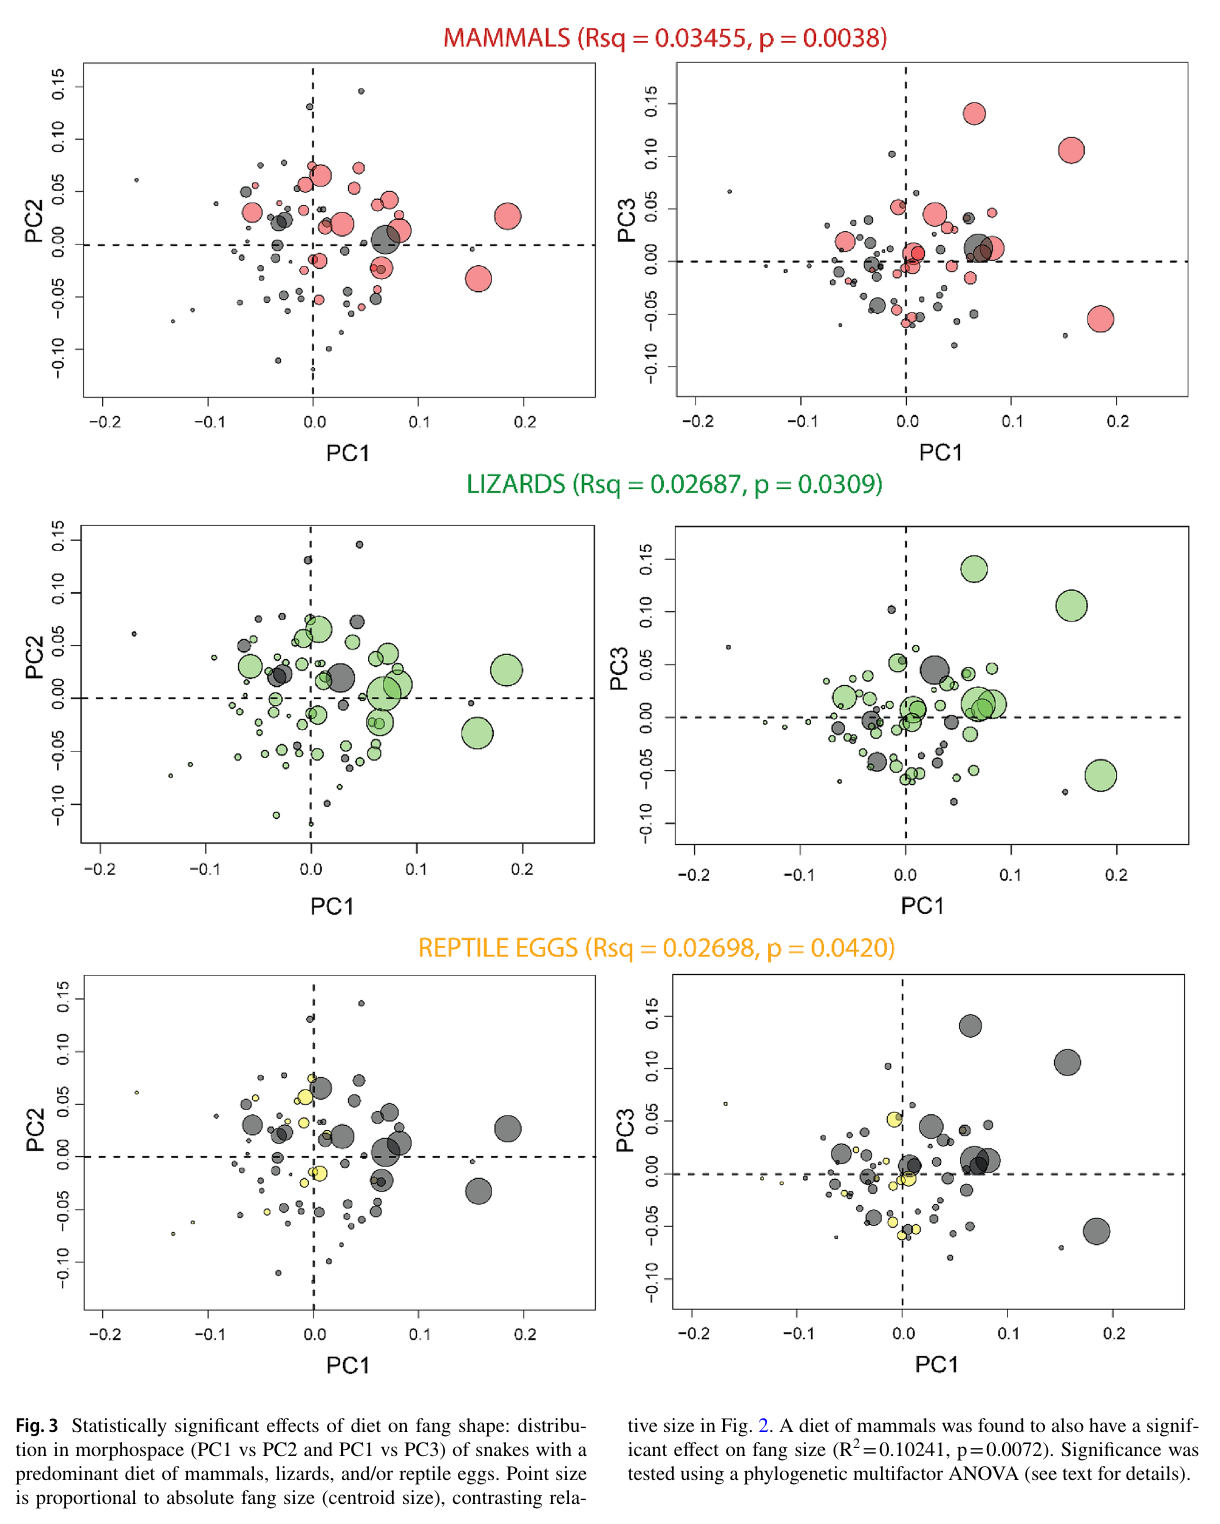 MAMMALS (Rsq = 0.03455, p = 0.0038)
PC2
0.15
0.10
0.05
0.00
−0.05
−0.10
−0.2 −0.1 0.0 0.1 0.2
PC1
PC3
0.15
0.10
0.05
0.00
−0.05
−0.10
−0.2 −0.1 0.0 0.1 0.2
PC1
LIZARDS (Rsq = 0.02687, p = 0.0309)
PC2
0.15
0.10
0.05
0.00
−0.05
−0.10
−0.2 −0.1 0.0 0.1 0.2
PC1
PC3
0.15
0.10
0.05
0.00
−0.05
−0.10
−0.2 −0.1 0.0 0.1 0.2
PC1
REPTILE EGGS (Rsq = 0.02698, p = 0.0420)
PC2
0.15
0.10
0.05
0.00
−0.05
−0.10
−0.2 −0.1 0.0 0.1 0.2
PC1
PC3
0.15
0.10
0.05
0.00
−0.05
−0.10
−0.2 −0.1 0.0 0.1 0.2
PC1
Fig. 3 Statistically significant effects of diet on fang shape: distribu-
tion in morphospace (PC1 vs PC2 and PC1 vs PC3) of snakes with a
predominant diet of mammals, lizards, and/or reptile eggs. Point size
is proportional to absolute fang size (centroid size), contrasting rela-
tive size in Fig. 2. A diet of mammals was found to also have a signif-
icant effect on fang size (R²=0.10241, p=0.0072). Significance was
tested using a phylogenetic multifactor ANOVA (see text for details).